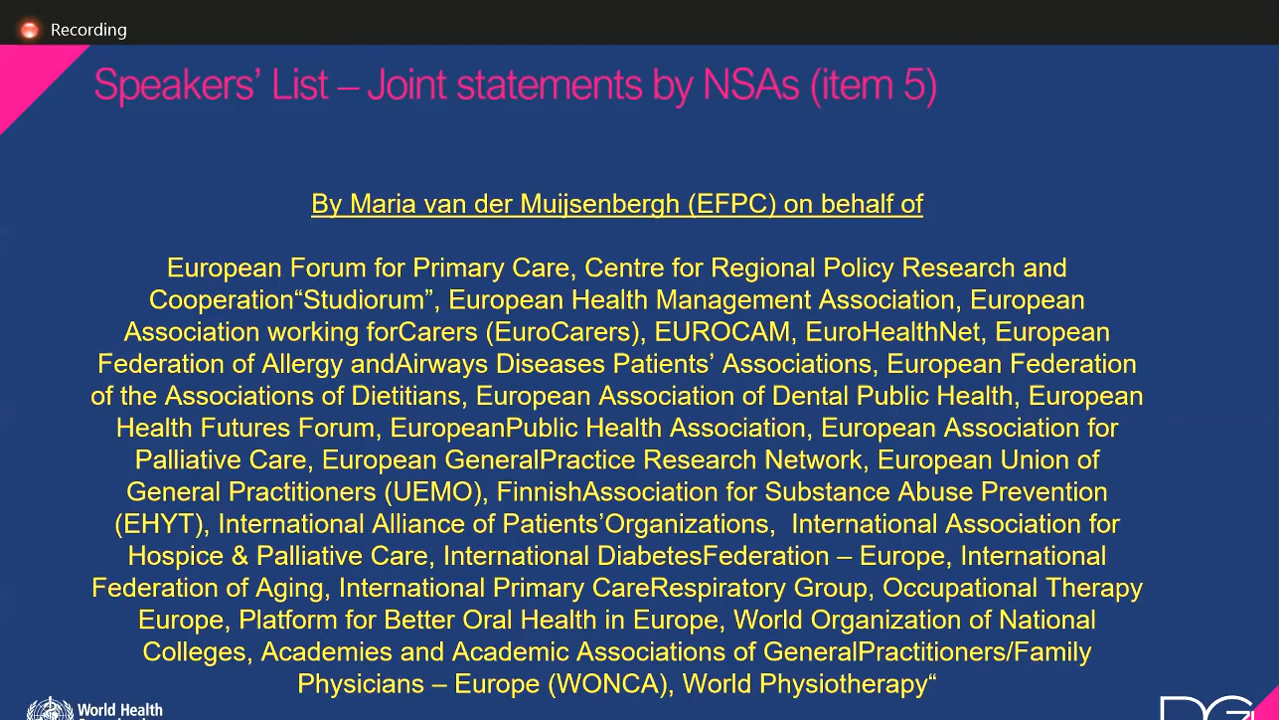 Recording
Speakers’ List – Joint statements by NSAs (item 5)
By Maria van der Muijsenbergh (EFPC) on behalf of
European Forum for Primary Care, Centre for Regional Policy Research and
Cooperation“Studiorum”, European Health Management Association, European
Association working forCarers (EuroCarers), EUROCAM, EuroHealthNet, European
Federation of Allergy andAirways Diseases Patients’ Associations, European Federation
of the Associations of Dietitians, European Association of Dental Public Health, European
Health Futures Forum, EuropeanPublic Health Association, European Association for
Palliative Care, European GeneralPractice Research Network, European Union of
General Practitioners (UEMO), FinnishAssociation for Substance Abuse Prevention
(EHYT), International Alliance of Patients’Organizations,  International Association for
Hospice & Palliative Care, International DiabetesFederation – Europe, International
Federation of Aging, International Primary CareRespiratory Group, Occupational Therapy
Europe, Platform for Better Oral Health in Europe, World Organization of National
Colleges, Academies and Academic Associations of GeneralPractitioners/Family
Physicians – Europe (WONCA), World Physiotherapy“
World Health